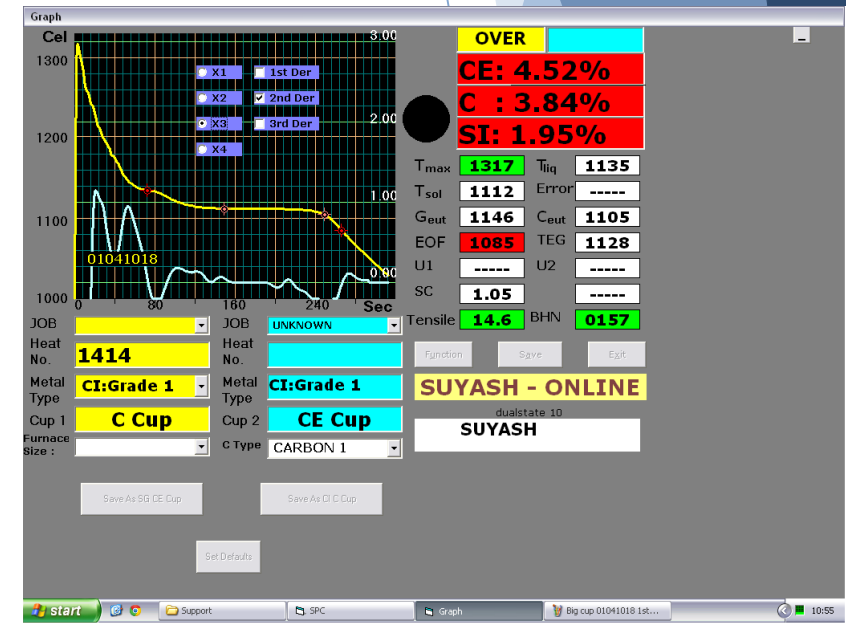 Graph
Cel
3.00
1300
X1 1st Der
X2 2nd Der
X3 3rd Der
X4
2.00
1200
1.00
1100
01041018
0.00
1000
0 80 160 240 Sec
OVER
CE: 4.52%
C : 3.84%
SI: 1.95%
Tmax 1317 Tliq 1135
Tsol 1112 Error -----
Geut 1146 Ceut 1105
EOF 1085 TEG 1128
U1 ----- U2 -----
SC 1.05 -----
Tensile 14.6 BHN 0157
JOB JOB UNKNOWN
Heat No. 1414 Heat No.
Metal Type CI:Grade 1 Metal Type CI:Grade 1
Cup 1 C Cup Cup 2 CE Cup
Furnace Size : C Type CARBON 1
Function Save Exit
SUYASH - ONLINE
dualstate 10
SUYASH
Save As SG CE Cup Save As CI C Cup
Set Defaults
start Support SPC Graph Big cup 01041018 1st... 10:55